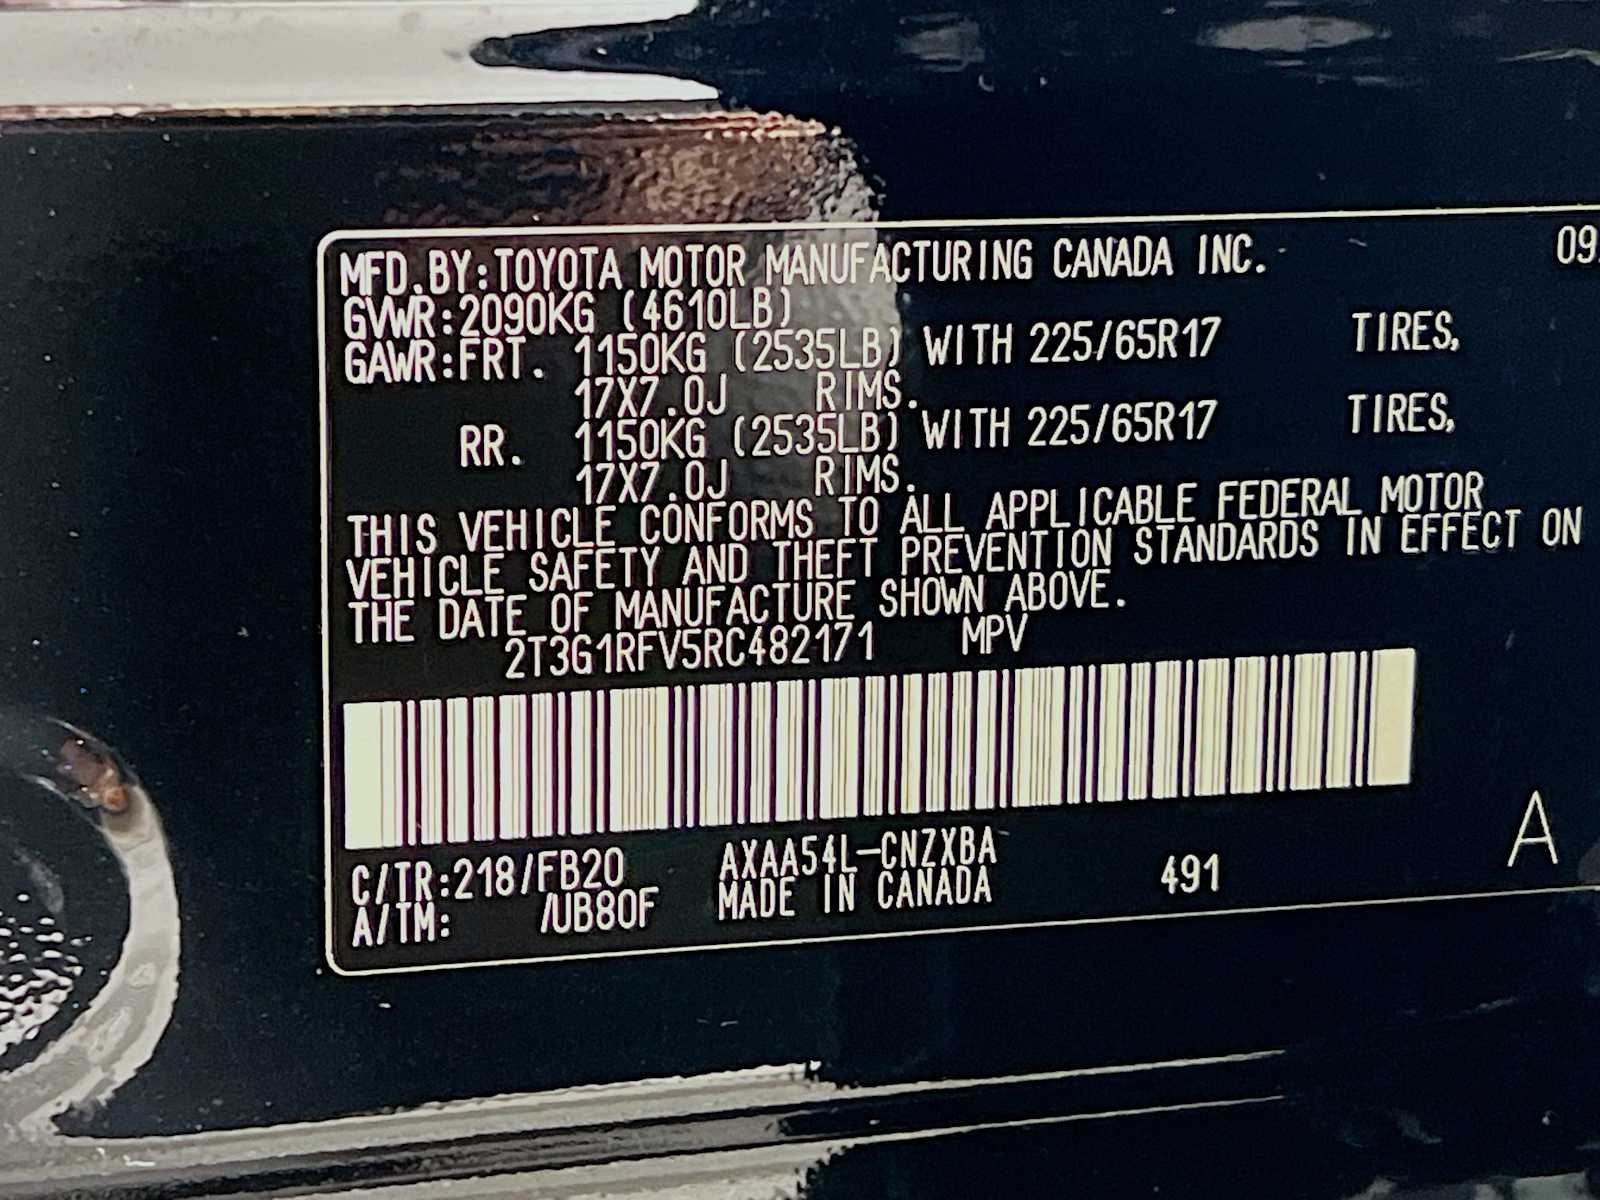 MFD.BY:TOYOTA MOTOR MANUFACTURING CANADA INC. 09
GVWR:2090KG (4610LB)
GAWR:FRT. 1150KG (2535LB) WITH 225/65R17 TIRES,
17X7.0J RIMS.
RR. 1150KG (2535LB) WITH 225/65R17 TIRES,
17X7.0J RIMS.
THIS VEHICLE CONFORMS TO ALL APPLICABLE FEDERAL MOTOR
VEHICLE SAFETY AND THEFT PREVENTION STANDARDS IN EFFECT ON
THE DATE OF MANUFACTURE SHOWN ABOVE.
2T3G1RFV5RC482171 MPV
C/TR:218/FB20 AXAA54L-CNZXBA
A/TM: /UB80F MADE IN CANADA 491 A